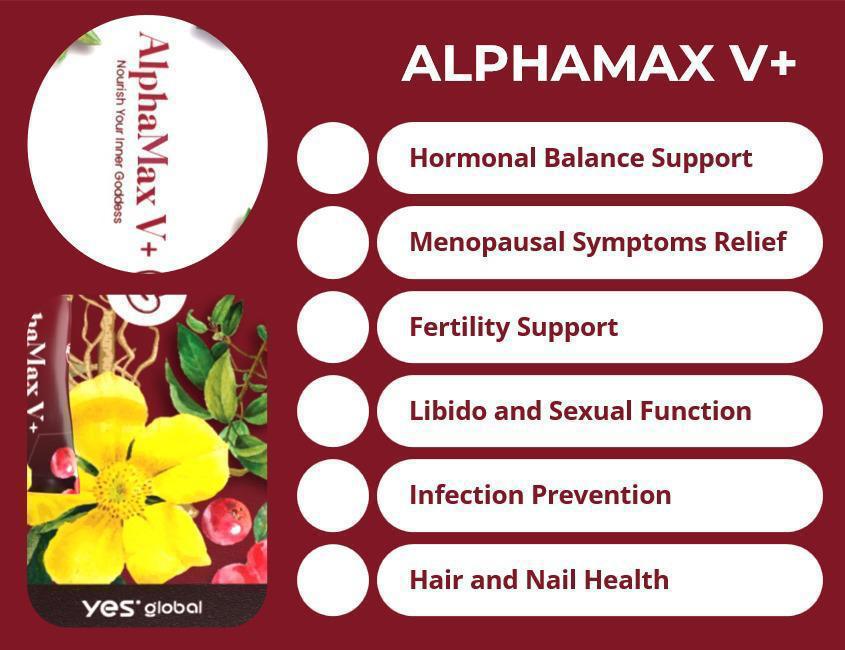 AlphaMax V+
Nourish Your Inner Goddess
haMax V+
yes global
ALPHAMAX V+
Hormonal Balance Support
Menopausal Symptoms Relief
Fertility Support
Libido and Sexual Function
Infection Prevention
Hair and Nail Health